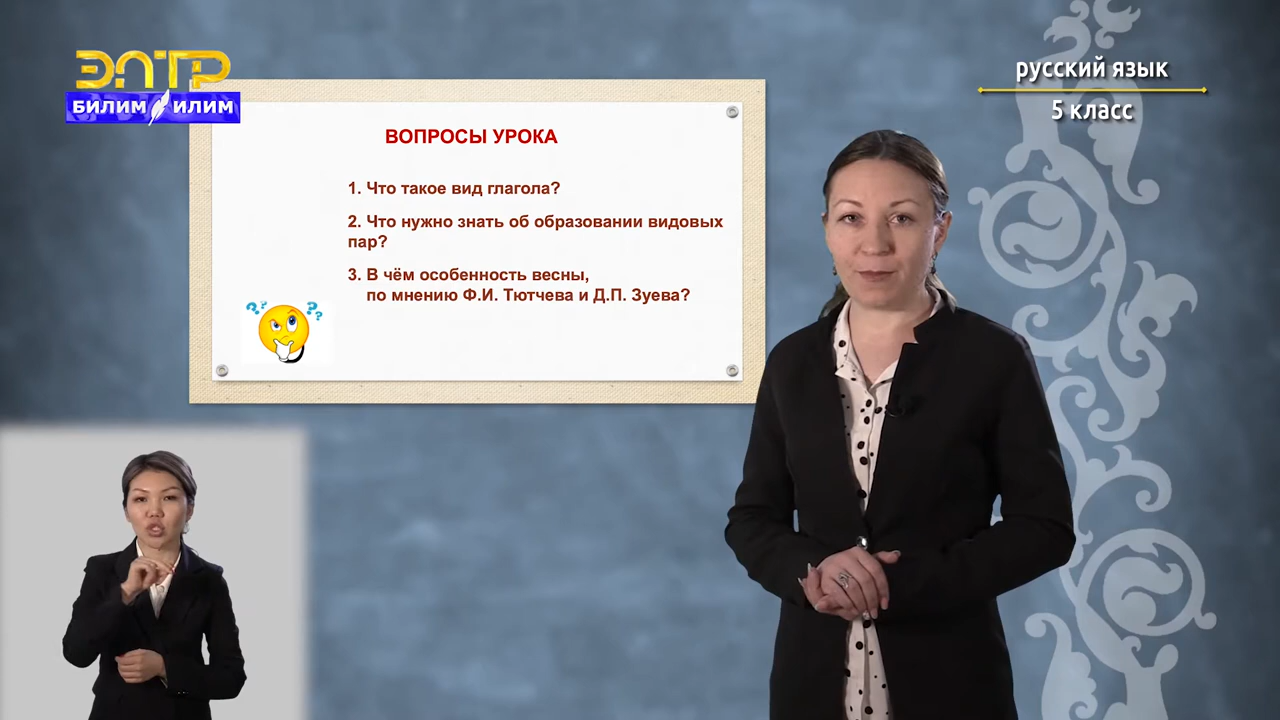 ЭЛТР
БИЛИМ ИЛИМ
ВОПРОСЫ УРОКА
1. Что такое вид глагола?
2. Что нужно знать об образовании видовых
пар?
3. В чём особенность весны,
по мнению Ф.И. Тютчева и Д.П. Зуева?
русский язык
5 класс